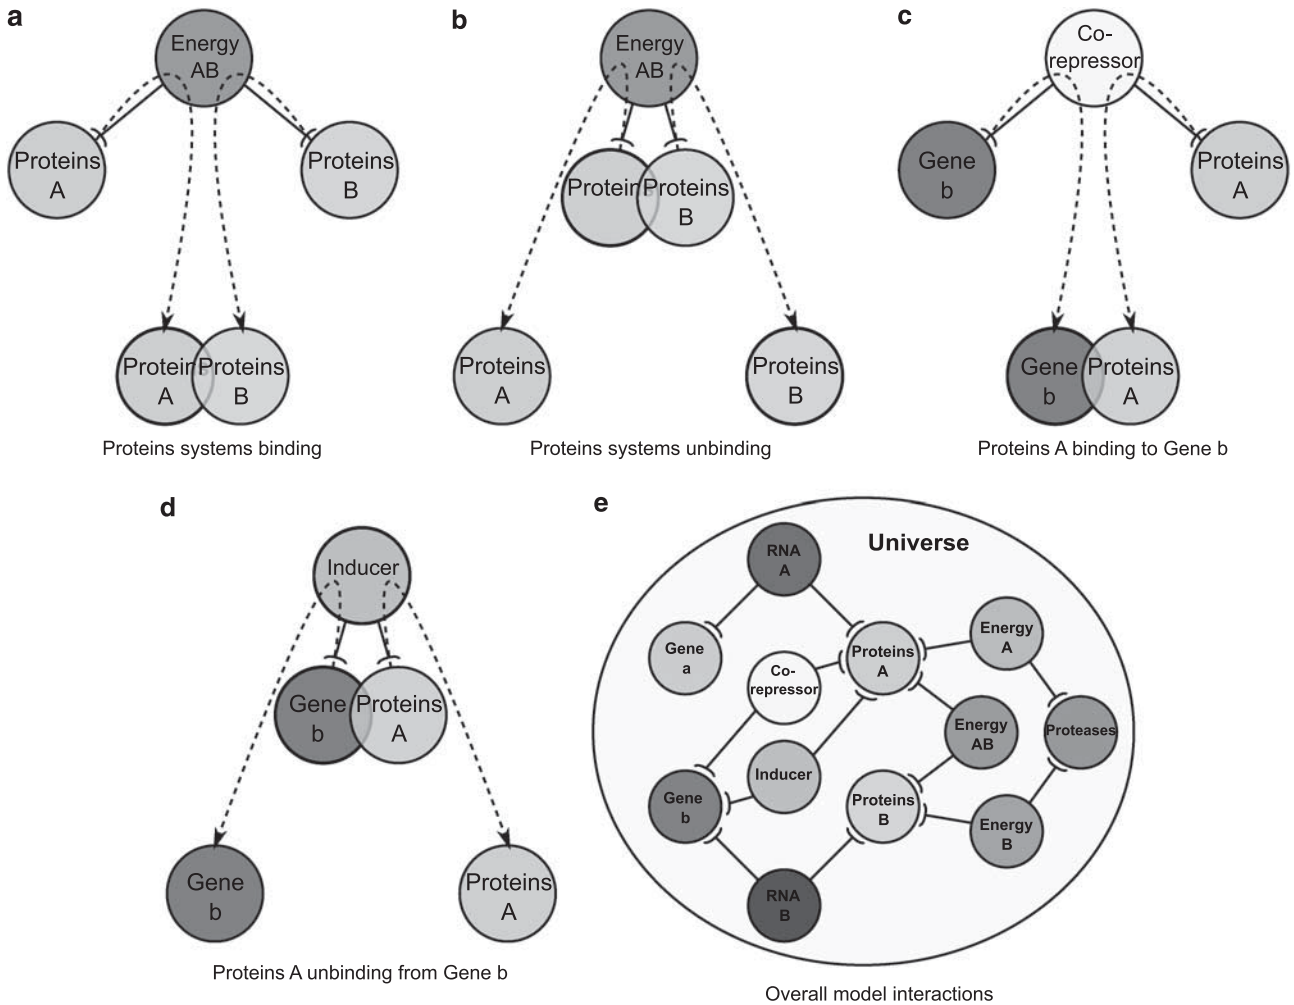 a
Energy
AB
Proteins
A
Proteins
B
Protein
A
Proteins
B
Proteins systems binding
b
Energy
AB
Protein
Proteins
B
Proteins
A
Proteins
B
Proteins systems unbinding
c
Co-
repressor
Gene
b
Proteins
A
Gene
b
Proteins
A
Proteins A binding to Gene b
d
Inducer
Gene
b
Proteins
A
Gene
b
Proteins
A
Proteins A unbinding from Gene b
e
Universe
RNA
A
Gene
a
Proteins
A
Energy
A
Co-
repressor
Energy
AB
Proteases
Inducer
Gene
b
Proteins
B
Energy
B
RNA
B
Overall model interactions